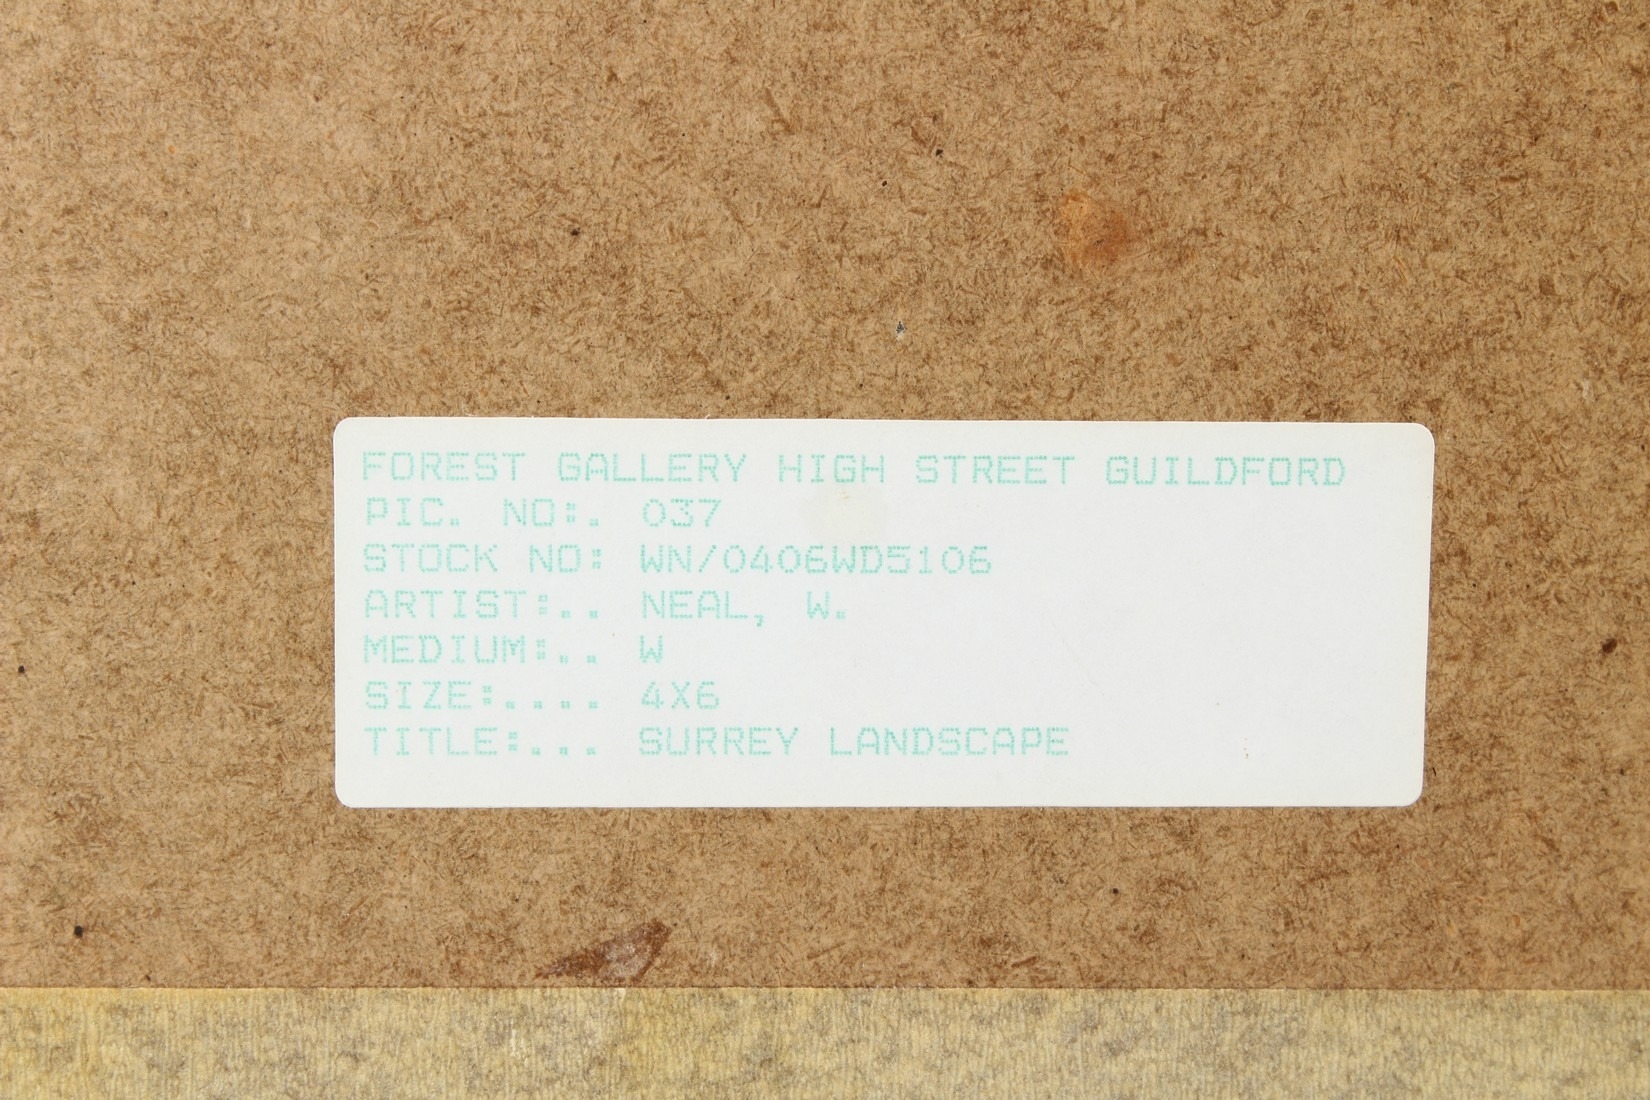 FOREST GALLERY HIGH STREET GUILDFORD
PIC. NO:. 037
STOCK NO: WN/0406WD5106
ARTIST:.. NEAL, W.
MEDIUM:.. W
SIZE:.... 4X6
TITLE:... SURREY LANDSCAPE